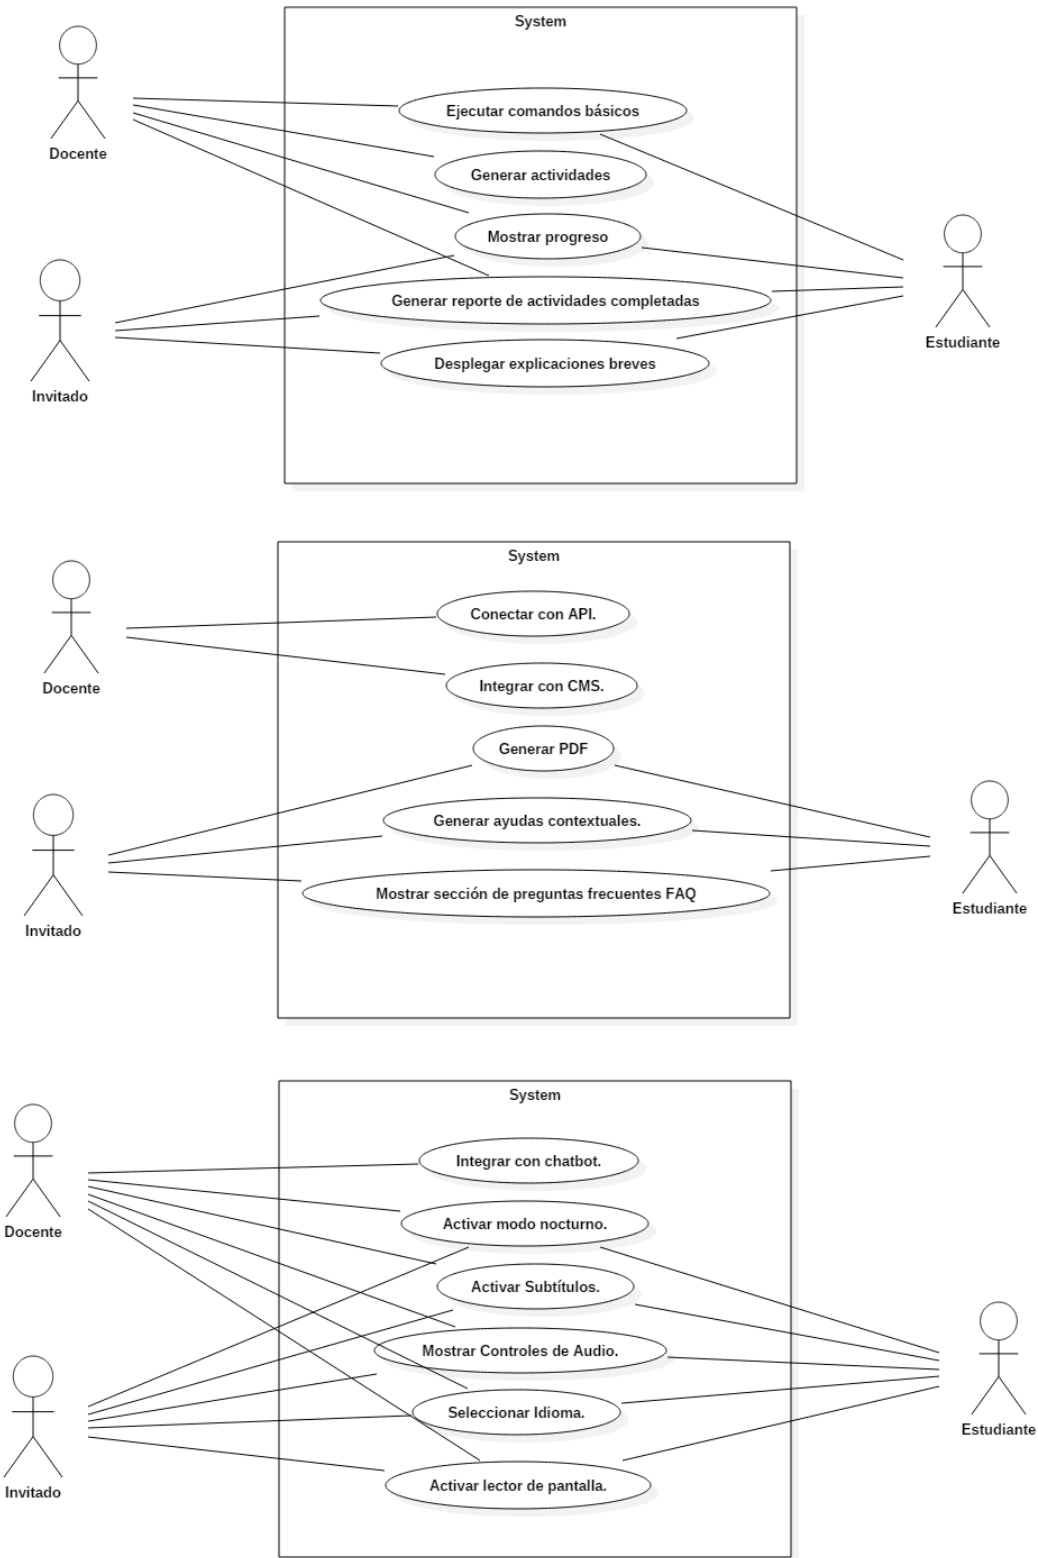 System
Docente
Ejecutar comandos básicos
Generar actividades
Mostrar progreso
Generar reporte de actividades completadas
Desplegar explicaciones breves
Invitado
Estudiante
System
Docente
Conectar con API.
Integrar con CMS.
Generar PDF
Generar ayudas contextuales.
Mostrar sección de preguntas frecuentes FAQ
Invitado
Estudiante
System
Docente
Integrar con chatbot.
Activar modo nocturno.
Activar Subtítulos.
Mostrar Controles de Audio.
Seleccionar Idioma.
Activar lector de pantalla.
Invitado
Estudiante